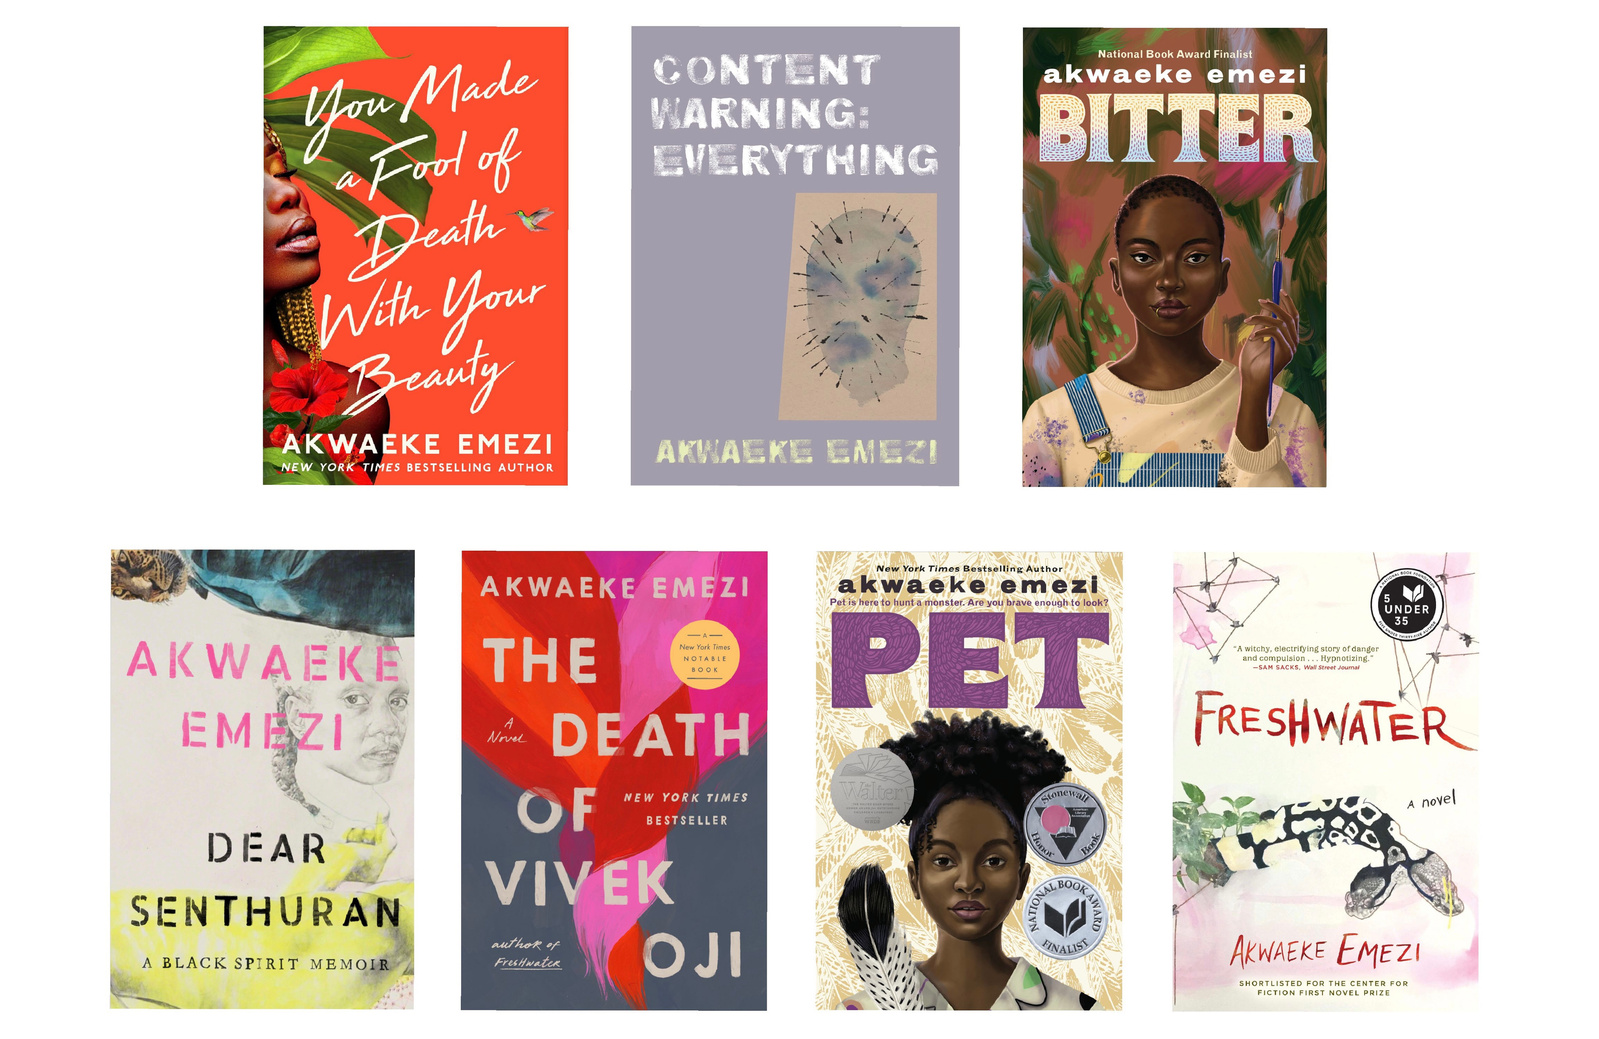 You Made
a Fool of
Death
With Your
Beauty
AKWAEKE EMEZI
NEW YORK TIMES BESTSELLING AUTHOR
CONTENT
WARNING:
EVERYTHING
AKWAEKE EMEZI
National Book Award Finalist
akwaeke emezi
BITTER
AKWAEKE
EMEZI
DEAR
SENTHURAN
A BLACK SPIRIT MEMOIR
AKWAEKE EMEZI
THE
A
New York Times
NOTABLE
BOOK
A
Novel
DEATH
OF
NEW YORK TIMES
BESTSELLER
VIVEK
author of
Freshwater
OJI
New York Times Bestselling Author
akwaeke emezi
Pet is here to hunt a monster. Are you brave enough to look?
PET
Walter
Stonewall
Honor Book
NATIONAL BOOK AWARD
FINALIST
5
UNDER
35
"A witchy, electrifying story of danger
and compulsion . . . Hypnotizing."
—SAM SACKS, Wall Street Journal
FRESHWATER
A novel
AKWAEKE EMEZI
SHORTLISTED FOR THE CENTER FOR
FICTION FIRST NOVEL PRIZE